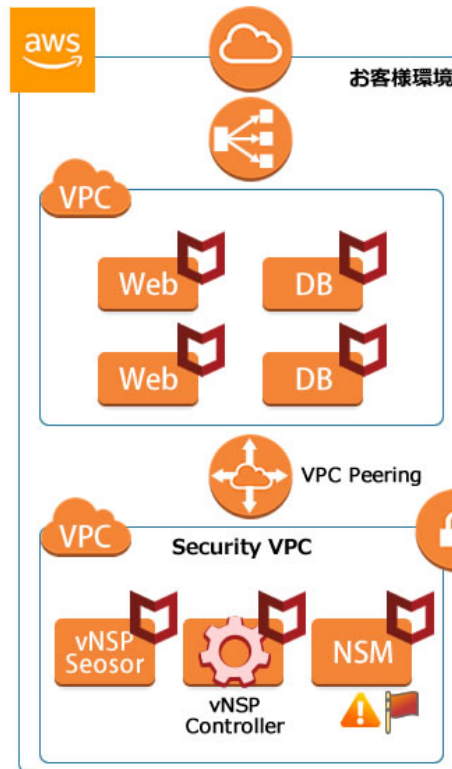 aws
お客様環境
VPC
Web
DB
Web
DB
VPC Peering
VPC
Security VPC
vNSP
Seosor
NSM
vNSP
Controller